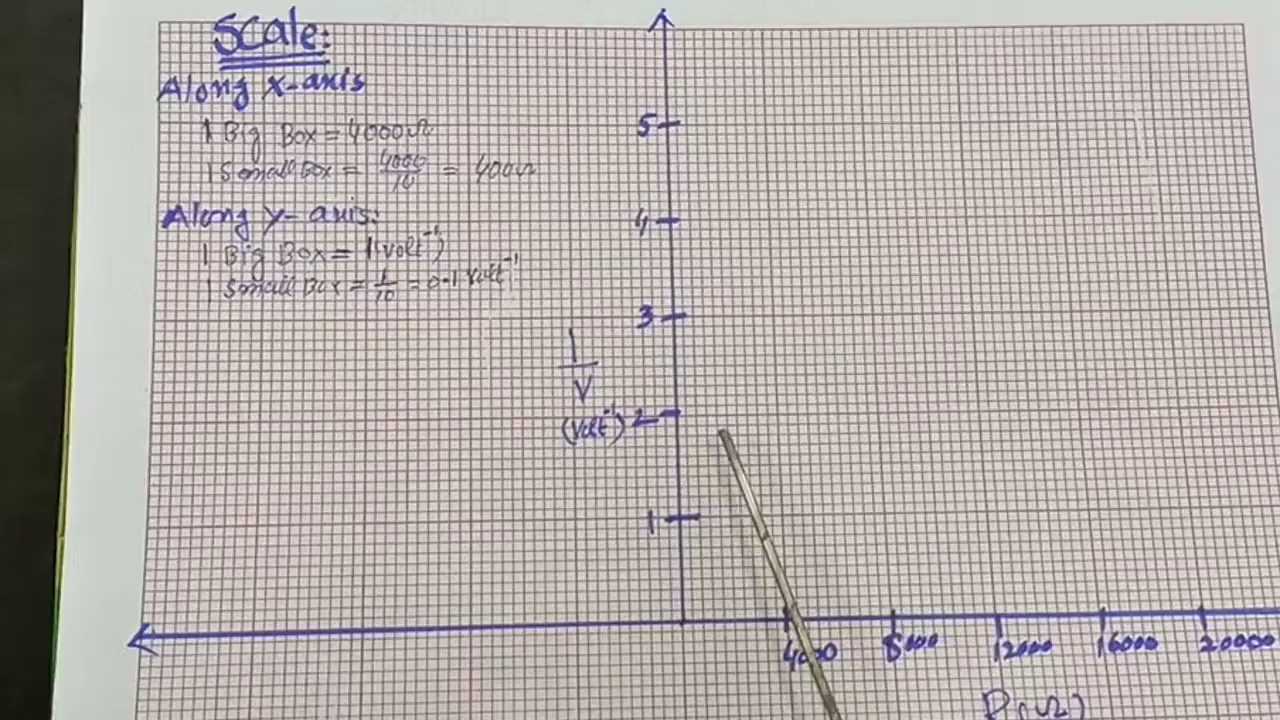 Scale:
Along x-axis
1 Big Box = 4000Ω
1 Small Box = 4000/10 = 400Ω
Along y-axis:
1 Big Box = 1(volt⁻¹)
1 Small Box = 1/10 = 0.1 Volt⁻¹
5
4
3
1/V
(Volt⁻¹)
2
1
4000 8000 12000 16000 20000
R(Ω)